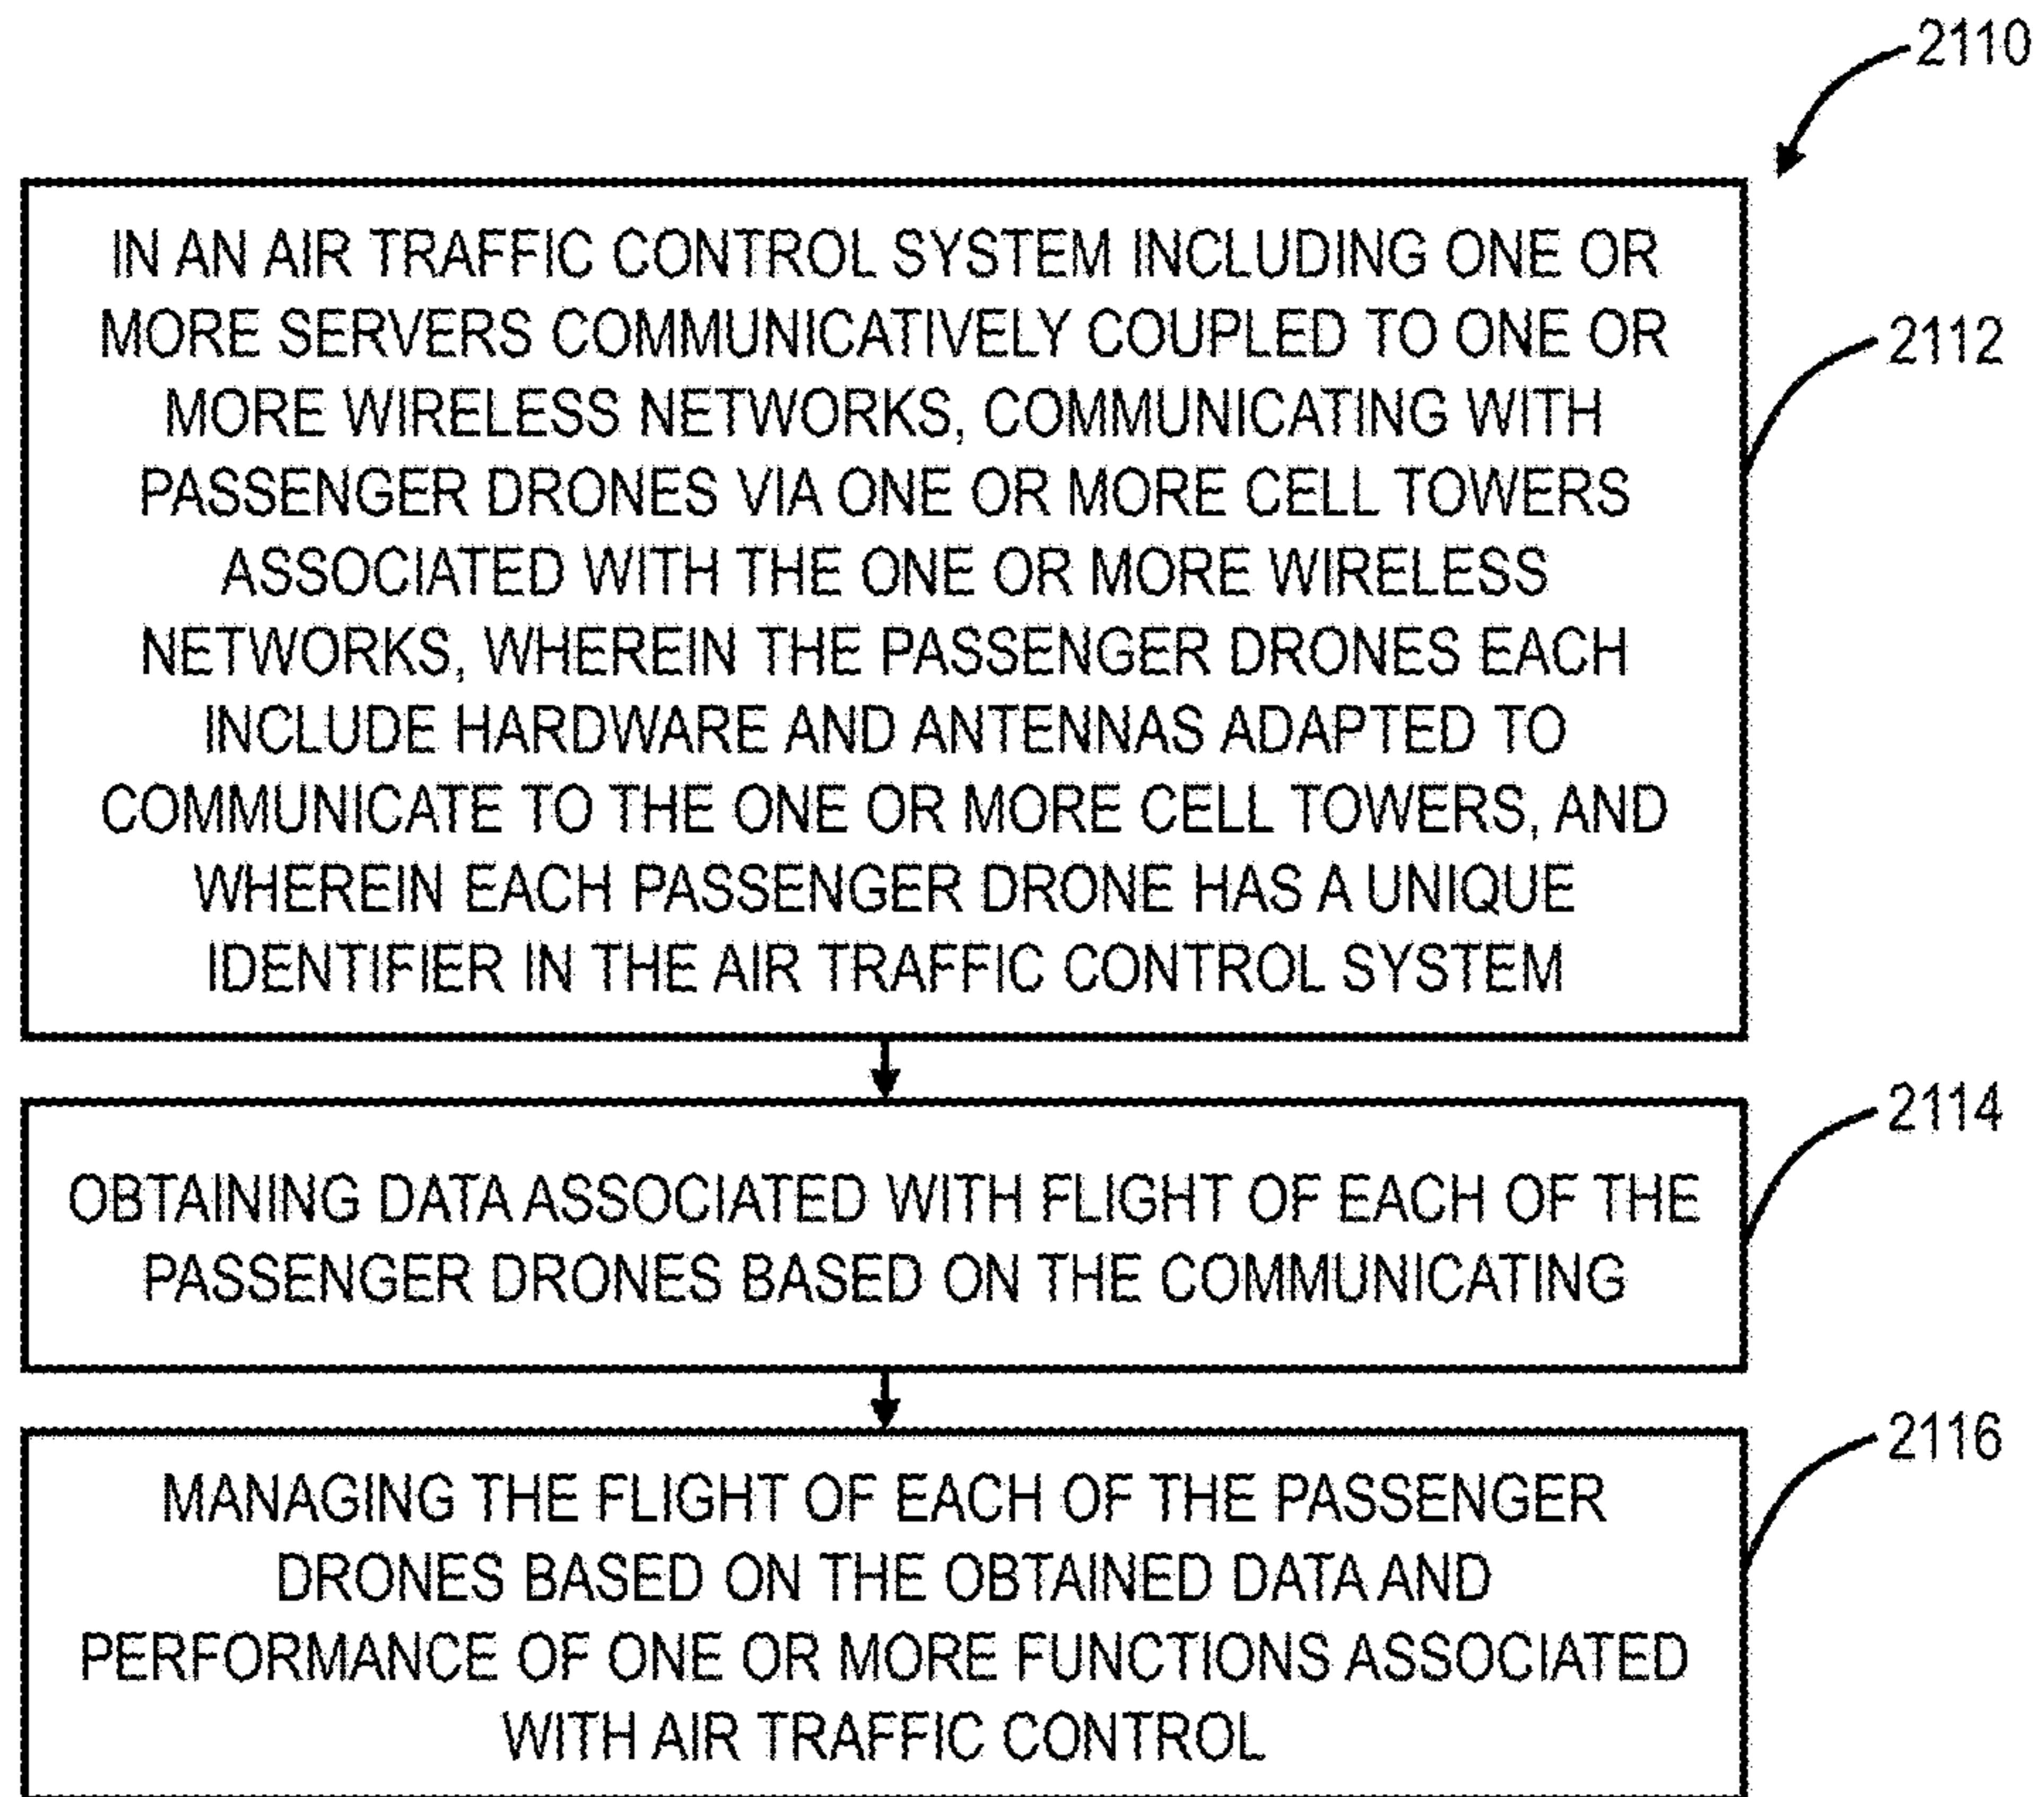 2110
IN AN AIR TRAFFIC CONTROL SYSTEM INCLUDING ONE OR
MORE SERVERS COMMUNICATIVELY COUPLED TO ONE OR
2112
MORE WIRELESS NETWORKS, COMMUNICATING WITH
PASSENGER DRONES VIA ONE OR MORE CELL TOWERS
ASSOCIATED WITH THE ONE OR MORE WIRELESS
NETWORKS, WHEREIN THE PASSENGER DRONES EACH
INCLUDE HARDWARE AND ANTENNAS ADAPTED TO
COMMUNICATE TO THE ONE OR MORE CELL TOWERS, AND
WHEREIN EACH PASSENGER DRONE HAS A UNIQUE
IDENTIFIER IN THE AIR TRAFFIC CONTROL SYSTEM
2114
OBTAINING DATA ASSOCIATED WITH FLIGHT OF EACH OF THE
PASSENGER DRONES BASED ON THE COMMUNICATING
2116
MANAGING THE FLIGHT OF EACH OF THE PASSENGER
DRONES BASED ON THE OBTAINED DATA AND
PERFORMANCE OF ONE OR MORE FUNCTIONS ASSOCIATED
WITH AIR TRAFFIC CONTROL